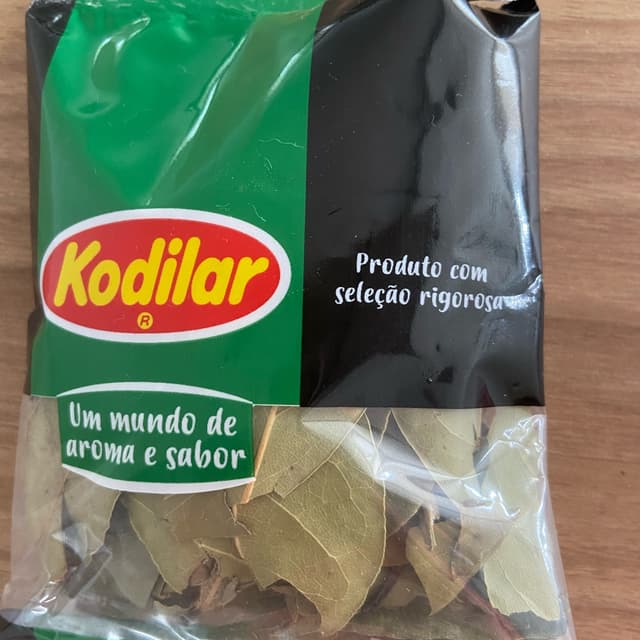 Kodilar
®
Produto com
seleção rigorosa
Um mundo de
aroma e sabor